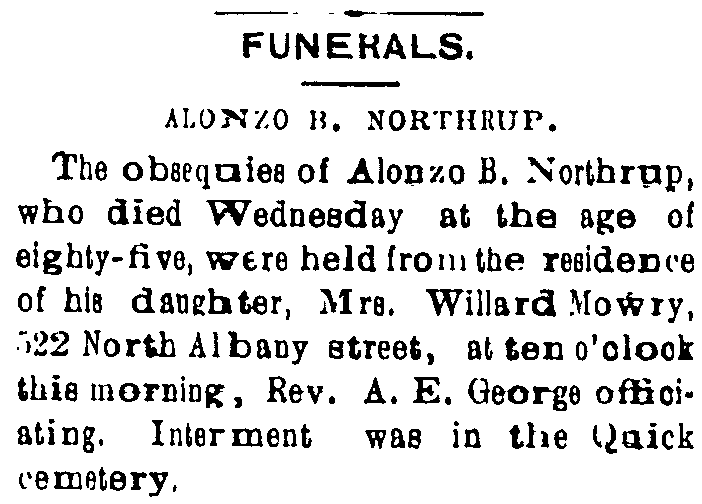 FUNERALS.
ALONZO B. NORTHRUP.
The obsequies of Alonzo B. Northrup,
who died Wednesday at the age of
eighty-five, were held from the residence
of his daughter, Mrs. Willard Mowry,
522 North Albany street, at ten o'clock
this morning, Rev. A. E. George offici-
ating. Interment was in the Quick
cemetery.